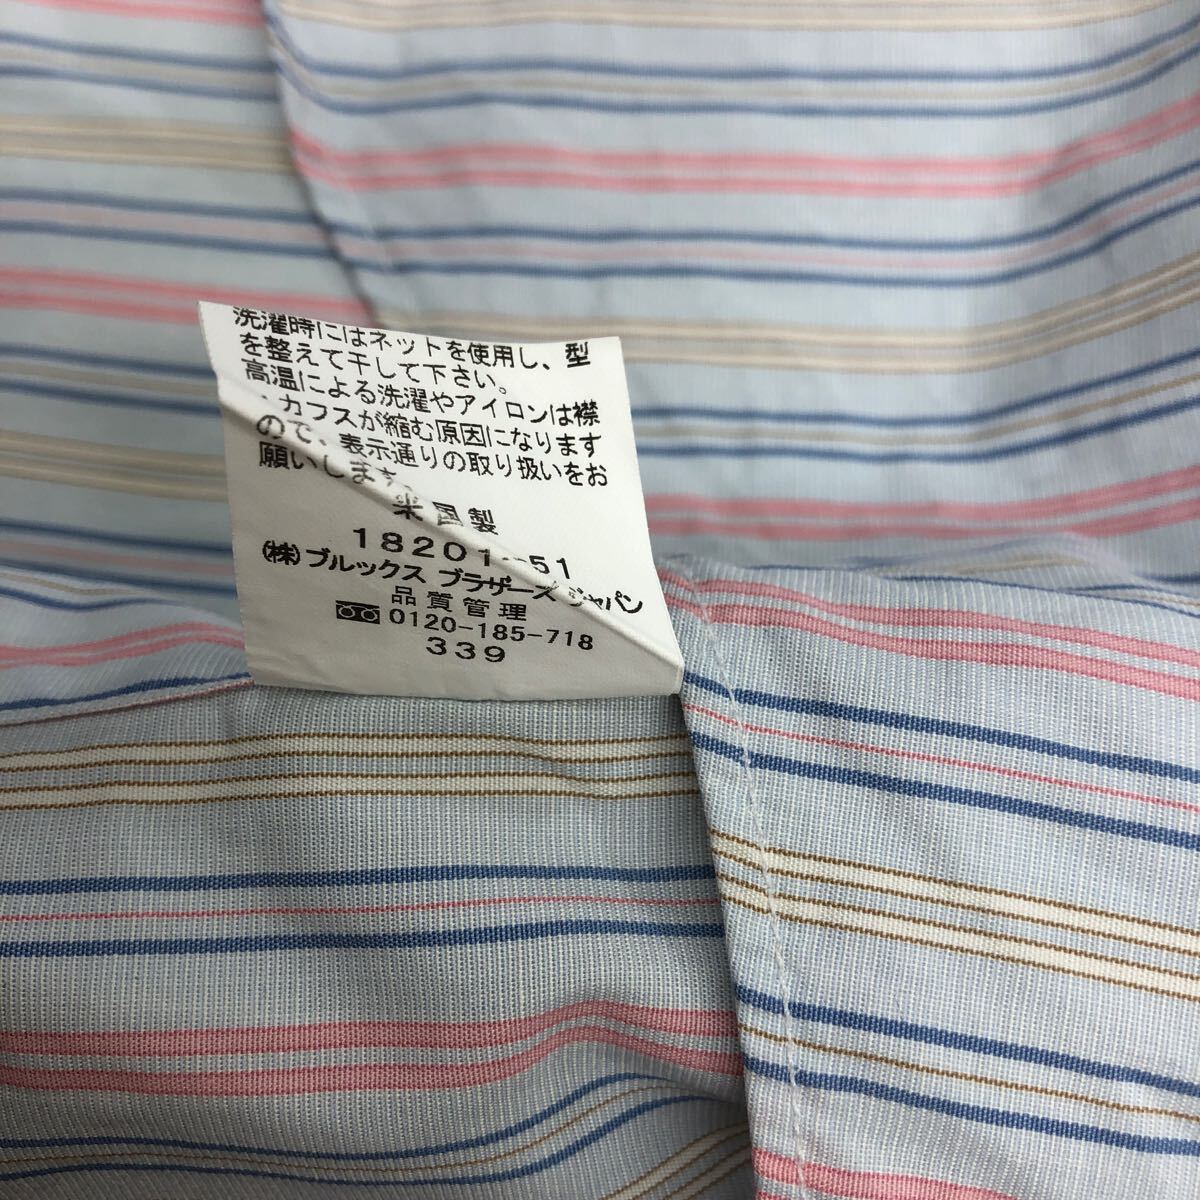 洗濯時にはネットを使用し、型
を整えて干して下さい。
高温による洗濯やアイロンは襟
・カフスが縮む原因になります
ので、表示通りの取り扱いをお
願いします。
米国製
18201-51
(株)ブルックス ブラザーズ ジャパン
品質管理
0120-185-718
339